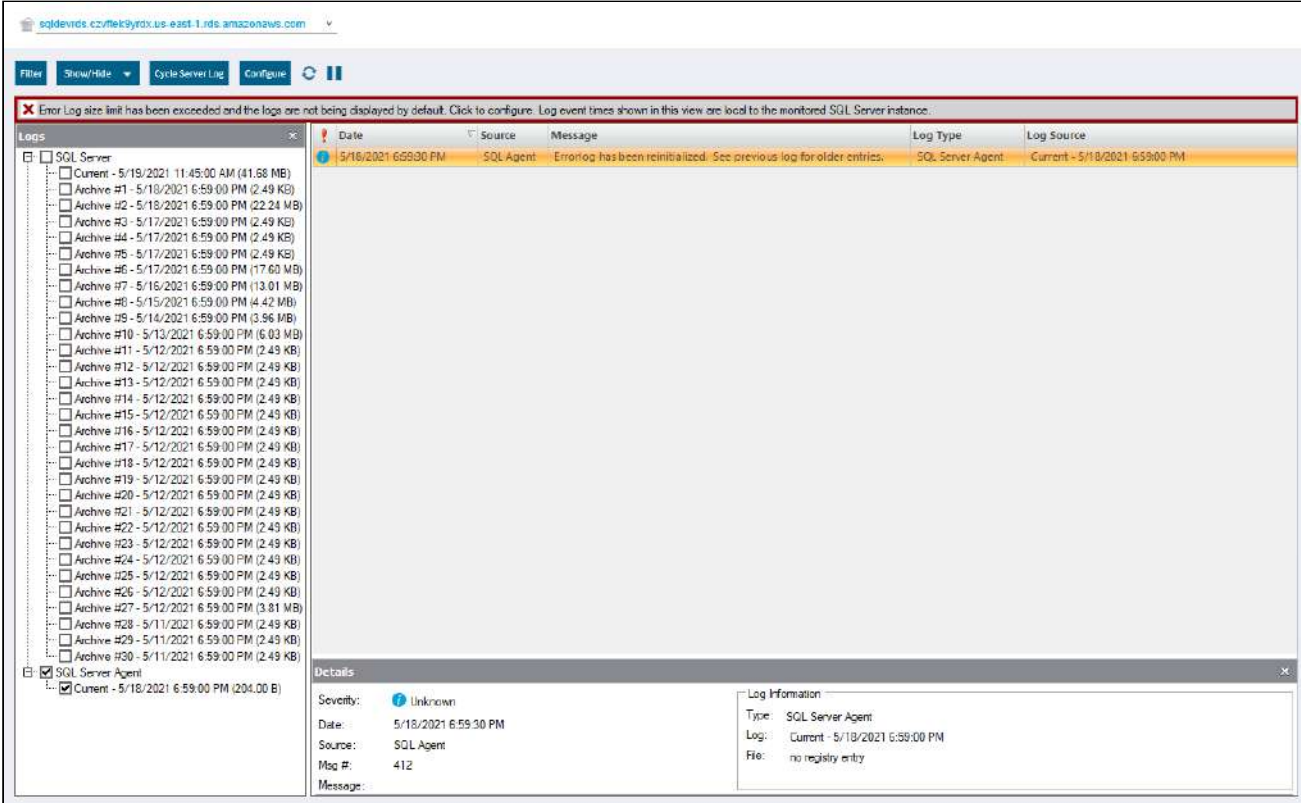 sqldevrds.czvflek9yrdx.us-east-1.rds.amazonaws.com
Filter Show/Hide Cycle Server Log Configure
Error Log size limit has been exceeded and the logs are not being displayed by default. Click to configure. Log event times shown in this view are local to the monitored SQL Server instance.
Logs
Date Source Message Log Type Log Source
5/18/2021 6:59:30 PM SQL Agent Errorlog has been reinitialized. See previous log for older entries. SQL Server Agent Current - 5/18/2021 6:59:00 PM
SQL Server
Current - 5/19/2021 11:45:00 AM (41.68 MB)
Archive #1 - 5/18/2021 6:59:00 PM (2.49 KB)
Archive #2 - 5/18/2021 6:59:00 PM (22.24 MB)
Archive #3 - 5/17/2021 6:59:00 PM (2.49 KB)
Archive #4 - 5/17/2021 6:59:00 PM (2.49 KB)
Archive #5 - 5/17/2021 6:59:00 PM (2.49 KB)
Archive #6 - 5/17/2021 6:59:00 PM (17.60 MB)
Archive #7 - 5/16/2021 6:59:00 PM (13.01 MB)
Archive #8 - 5/15/2021 6:59:00 PM (4.42 MB)
Archive #9 - 5/14/2021 6:59:00 PM (3.96 MB)
Archive #10 - 5/13/2021 6:59:00 PM (6.03 MB)
Archive #11 - 5/12/2021 6:59:00 PM (2.49 KB)
Archive #12 - 5/12/2021 6:59:00 PM (2.49 KB)
Archive #13 - 5/12/2021 6:59:00 PM (2.49 KB)
Archive #14 - 5/12/2021 6:59:00 PM (2.49 KB)
Archive #15 - 5/12/2021 6:59:00 PM (2.49 KB)
Archive #16 - 5/12/2021 6:59:00 PM (2.49 KB)
Archive #17 - 5/12/2021 6:59:00 PM (2.49 KB)
Archive #18 - 5/12/2021 6:59:00 PM (2.49 KB)
Archive #19 - 5/12/2021 6:59:00 PM (2.49 KB)
Archive #20 - 5/12/2021 6:59:00 PM (2.49 KB)
Archive #21 - 5/12/2021 6:59:00 PM (2.49 KB)
Archive #22 - 5/12/2021 6:59:00 PM (2.49 KB)
Archive #23 - 5/12/2021 6:59:00 PM (2.49 KB)
Archive #24 - 5/12/2021 6:59:00 PM (2.49 KB)
Archive #25 - 5/12/2021 6:59:00 PM (2.49 KB)
Archive #26 - 5/12/2021 6:59:00 PM (2.49 KB)
Archive #27 - 5/12/2021 6:59:00 PM (3.81 MB)
Archive #28 - 5/11/2021 6:59:00 PM (2.49 KB)
Archive #29 - 5/11/2021 6:59:00 PM (2.49 KB)
Archive #30 - 5/11/2021 6:59:00 PM (2.49 KB)
SQL Server Agent
Current - 5/18/2021 6:59:00 PM (204.00 B)
Details
Severity: Unknown
Date: 5/18/2021 6:59:30 PM
Source: SQL Agent
Msg #: 412
Message:
Log Information
Type: SQL Server Agent
Log: Current - 5/18/2021 6:59:00 PM
File: no registry entry